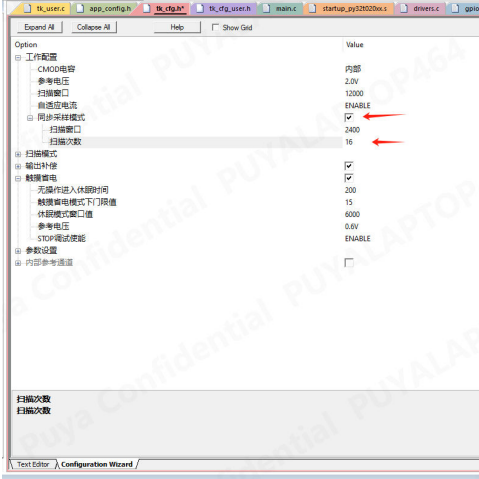 tk_user.c app_config.h tk_cfg.h* tk_cfg_user.h main.c startup_py32t020xx.s drivers.c gpio
Expand All Collapse All Help Show Grid
Option Value
工作配置
CMOD电容 内部
参考电压 2.0V
扫描窗口 12000
自适应电流 ENABLE
同步采样模式
扫描窗口 2400
扫描次数 16
扫描模式
输出补偿
触摸省电
无操作进入休眠时间 200
触摸省电模式下门限值 15
休眠模式窗口值 6000
参考电压 0.6V
STOP调试使能 ENABLE
参数设置
内部参考通道
扫描次数
扫描次数
Text Editor Configuration Wizard
Puya Confidential PUYALAPTOP464